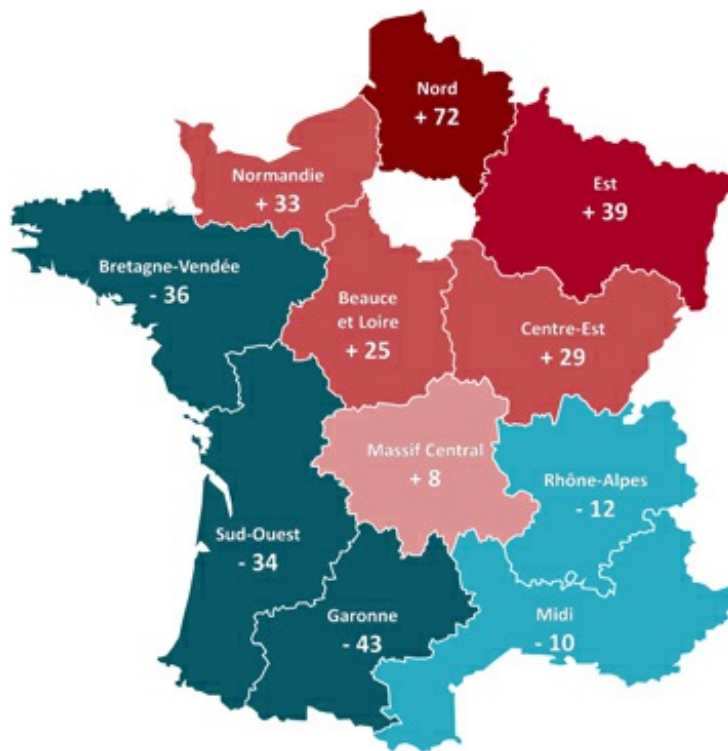 Nord
+ 72
Normandie
+ 33
Est
+ 39
Bretagne-Vendée
- 36
Beauce
et Loire
+ 25
Centre-Est
+ 29
Massif Central
+ 8
Rhône-Alpes
- 12
Sud-Ouest
- 34
Garonne
- 43
Midi
- 10